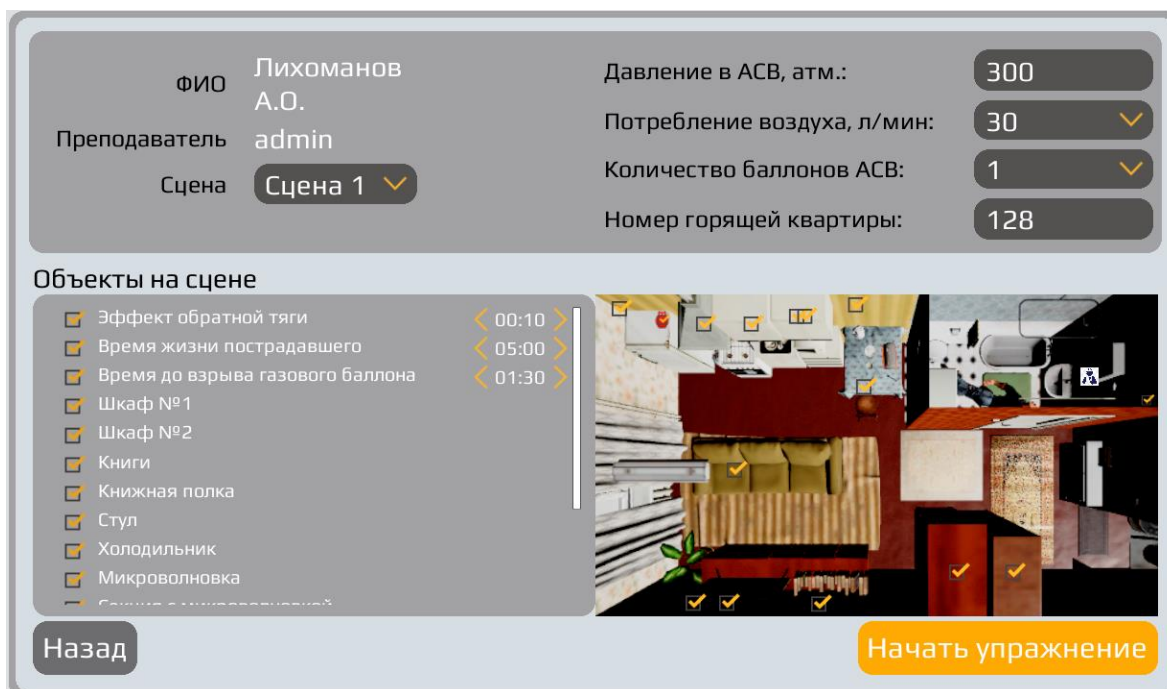 ФИО
Лихоманов
А.О.
Преподаватель
admin
Сцена
Сцена 1
Давление в АСВ, атм.:
300
Потребление воздуха, л/мин:
30
Количество баллонов АСВ:
1
Номер горящей квартиры:
128
Объекты на сцене
Эффект обратной тяги
00:10
Время жизни пострадавшего
05:00
Время до взрыва газового баллона
01:30
Шкаф №1
Шкаф №2
Книги
Книжная полка
Стул
Холодильник
Микроволновка
Назад
Начать упражнение